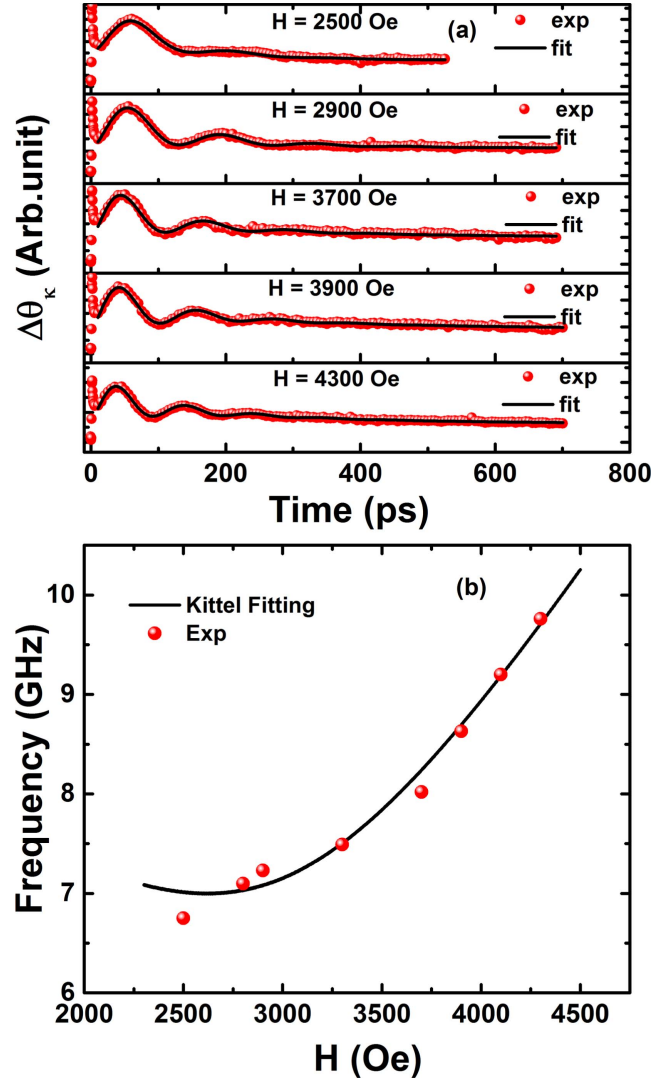 H = 2500 Oe (a) exp
fit
H = 2900 Oe exp
fit
H = 3700 Oe exp
fit
H = 3900 Oe exp
fit
H = 4300 Oe exp
fit
Δθκ (Arb.unit)
0 200 400 600 800
Time (ps)
(b)
Kittel Fitting
Exp
10
9
8
7
6
Frequency (GHz)
2000 2500 3000 3500 4000 4500
H (Oe)